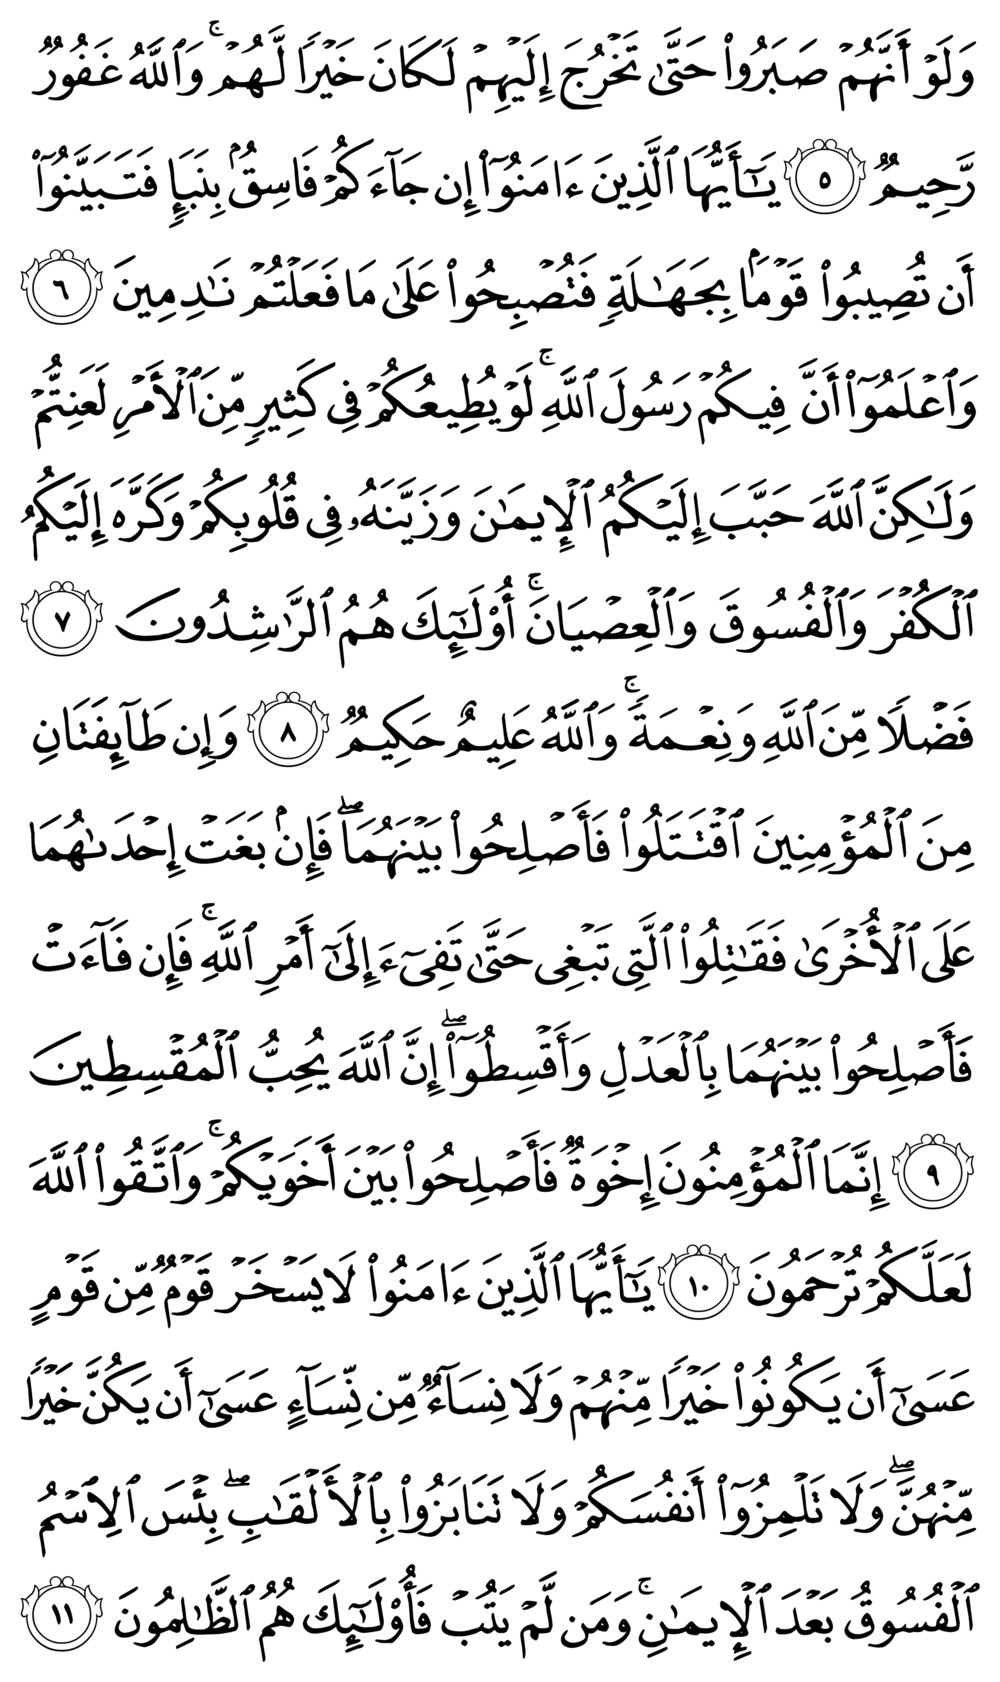 وَلَوۡ أَنَّهُمۡ صَبَرُواْ حَتَّىٰ تَخۡرُجَ إِلَيۡهِمۡ لَكَانَ خَيۡرٗا لَّهُمۡۚ وَٱللَّهُ غَفُورٞ
رَّحِيمٞ ٥ يَٰٓأَيُّهَا ٱلَّذِينَ ءَامَنُوٓاْ إِن جَآءَكُمۡ فَاسِقُۢ بِنَبَإٖ فَتَبَيَّنُوٓاْ
أَن تُصِيبُواْ قَوۡمَۢا بِجَهَٰلَةٖ فَتُصۡبِحُواْ عَلَىٰ مَا فَعَلۡتُمۡ نَٰدِمِينَ ٦
وَٱعۡلَمُوٓاْ أَنَّ فِيكُمۡ رَسُولَ ٱللَّهِۚ لَوۡ يُطِيعُكُمۡ فِي كَثِيرٖ مِّنَ ٱلۡأَمۡرِ لَعَنِتُّمۡ
وَلَٰكِنَّ ٱللَّهَ حَبَّبَ إِلَيۡكُمُ ٱلۡإِيمَٰنَ وَزَيَّنَهُۥ فِي قُلُوبِكُمۡ وَكَرَّهَ إِلَيۡكُمُ
ٱلۡكُفۡرَ وَٱلۡفُسُوقَ وَٱلۡعِصۡيَانَۚ أُوْلَٰٓئِكَ هُمُ ٱلرَّٰشِدُونَ ٧
فَضۡلٗا مِّنَ ٱللَّهِ وَنِعۡمَةٗۚ وَٱللَّهُ عَلِيمٌ حَكِيمٞ ٨ وَإِن طَآئِفَتَانِ
مِنَ ٱلۡمُؤۡمِنِينَ ٱقۡتَتَلُواْ فَأَصۡلِحُواْ بَيۡنَهُمَاۖ فَإِنۢ بَغَتۡ إِحۡدَىٰهُمَا
عَلَى ٱلۡأُخۡرَىٰ فَقَٰتِلُواْ ٱلَّتِي تَبۡغِي حَتَّىٰ تَفِيٓءَ إِلَىٰٓ أَمۡرِ ٱللَّهِۚ فَإِن فَآءَتۡ
فَأَصۡلِحُواْ بَيۡنَهُمَا بِٱلۡعَدۡلِ وَأَقۡسِطُوٓاْۖ إِنَّ ٱللَّهَ يُحِبُّ ٱلۡمُقۡسِطِينَ
٩ إِنَّمَا ٱلۡمُؤۡمِنُونَ إِخۡوَةٞ فَأَصۡلِحُواْ بَيۡنَ أَخَوَيۡكُمۡۚ وَٱتَّقُواْ ٱللَّهَ
لَعَلَّكُمۡ تُرۡحَمُونَ ١٠ يَٰٓأَيُّهَا ٱلَّذِينَ ءَامَنُواْ لَا يَسۡخَرۡ قَوۡمٞ مِّن قَوۡمٍ
عَسَىٰٓ أَن يَكُونُواْ خَيۡرٗا مِّنۡهُمۡ وَلَا نِسَآءٞ مِّن نِّسَآءٍ عَسَىٰٓ أَن يَكُنَّ خَيۡرٗا
مِّنۡهُنَّۖ وَلَا تَلۡمِزُوٓاْ أَنفُسَكُمۡ وَلَا تَنَابَزُواْ بِٱلۡأَلۡقَٰبِۖ بِئۡسَ ٱلِٱسۡمُ
ٱلۡفُسُوقُ بَعۡدَ ٱلۡإِيمَٰنِۚ وَمَن لَّمۡ يَتُبۡ فَأُوْلَٰٓئِكَ هُمُ ٱلظَّٰلِمُونَ ١١